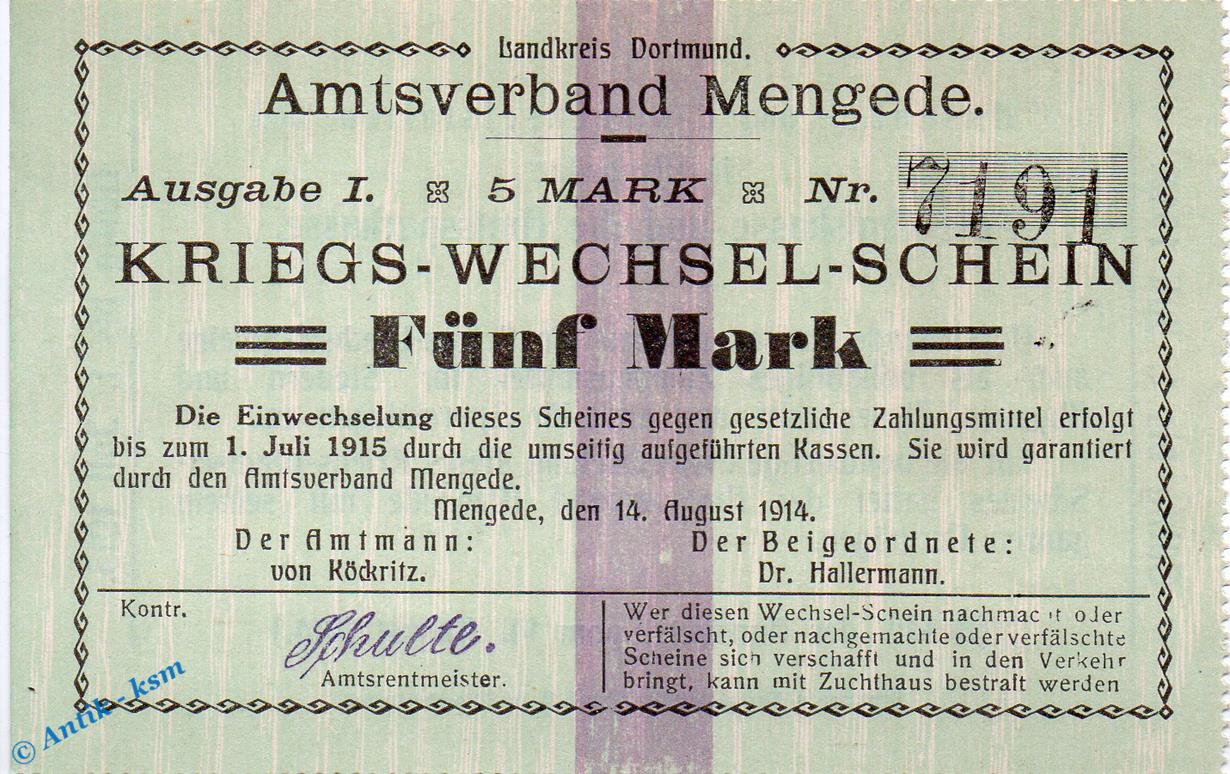 Landkreis Dortmund.
Amtsverband Mengede.
Ausgabe I. 5 MARK Nr. 7191
KRIEGS-WECHSEL-SCHEIN
Fünf Mark
Die Einwechselung dieses Scheines gegen gesetzliche Zahlungsmittel erfolgt
bis zum 1. Juli 1915 durch die umseitig aufgeführten Kassen. Sie wird garantiert
durch den Amtsverband Mengede.
Mengede, den 14. August 1914.
Der Amtmann:
von Köckritz.
Der Beigeordnete:
Dr. Hallermann.
Kontr.
Schulte.
Amtsrentmeister.
Wer diesen Wechsel-Schein nachmacht oder
verfälscht, oder nachgemachte oder verfälschte
Scheine sich verschafft und in den Verkehr
bringt, kann mit Zuchthaus bestraft werden
© Antik - ksm